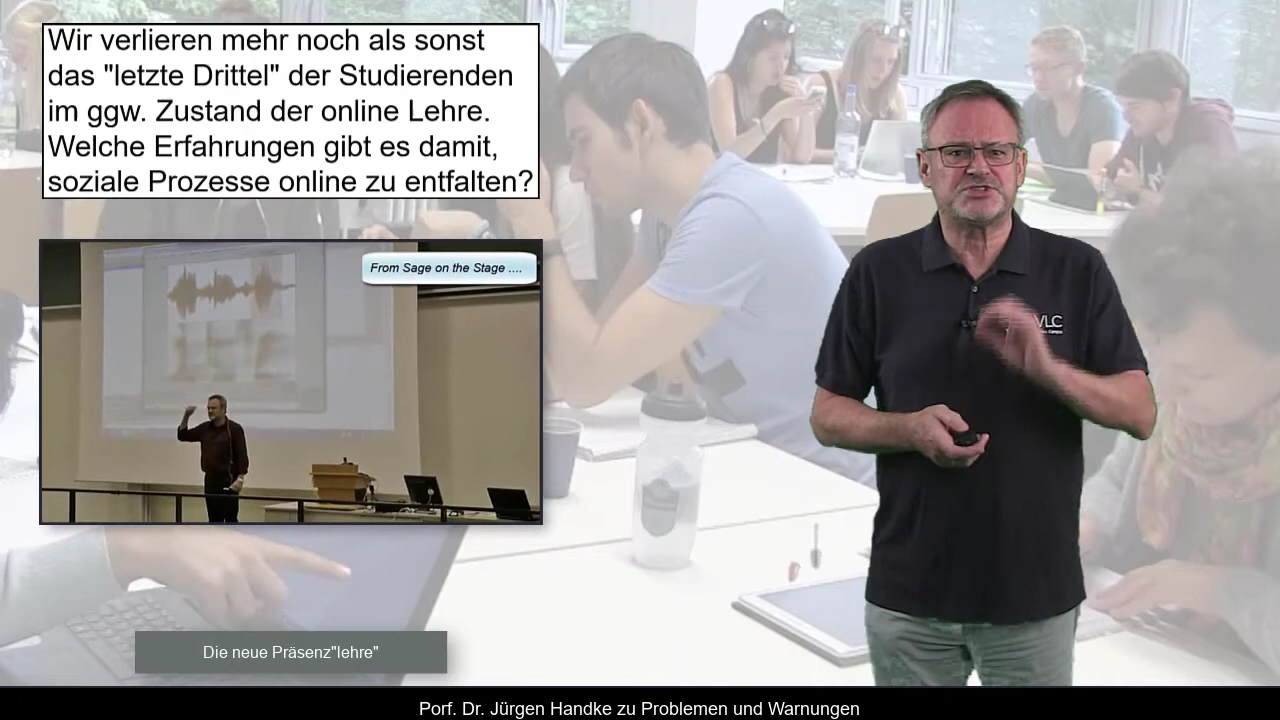 Wir verlieren mehr noch als sonst
das "letzte Drittel" der Studierenden
im ggw. Zustand der online Lehre.
Welche Erfahrungen gibt es damit,
soziale Prozesse online zu entfalten?
From Sage on the Stage ....
VLC
Die neue Präsenz"lehre"
Porf. Dr. Jürgen Handke zu Problemen und Warnungen